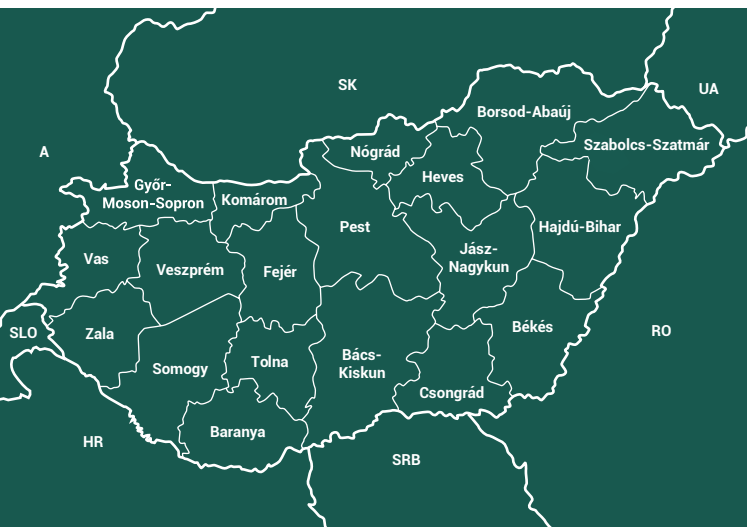 SK
UA
Borsod-Abaúj
A
Nógrád
Szabolcs-Szatmár
Heves
Győr-
Moson-Sopron
Komárom
Pest
Hajdú-Bihar
Vas
Veszprém
Fejér
Jász-
Nagykun
SLO
Zala
Békés
RO
Somogy
Tolna
Bács-
Kiskun
Csongrád
Baranya
HR
SRB